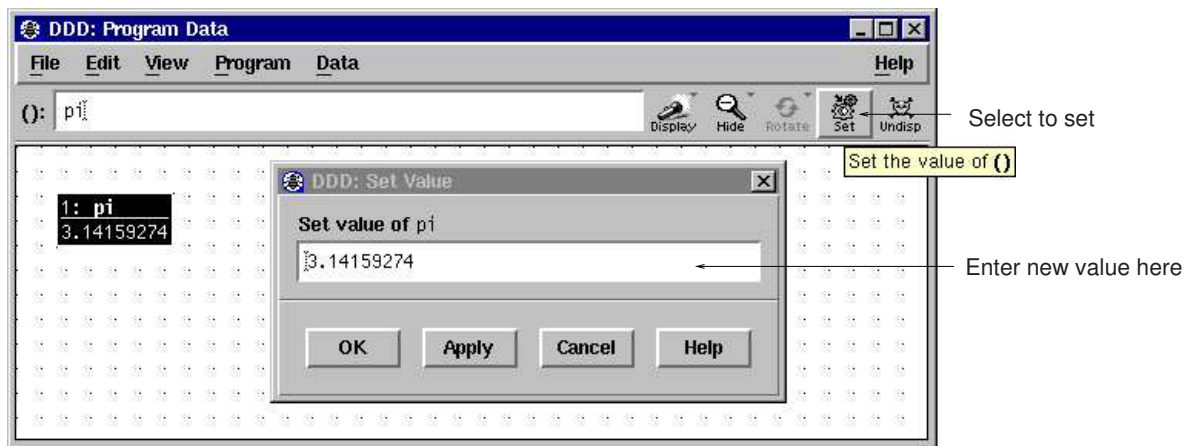 DDD: Program Data
File Edit View Program Data Help
(): pi
Display Hide Rotate Set Undisp
Select to set
Set the value of ()
1: pi
3.14159274
DDD: Set Value
Set value of pi
3.14159274
Enter new value here
OK Apply Cancel Help